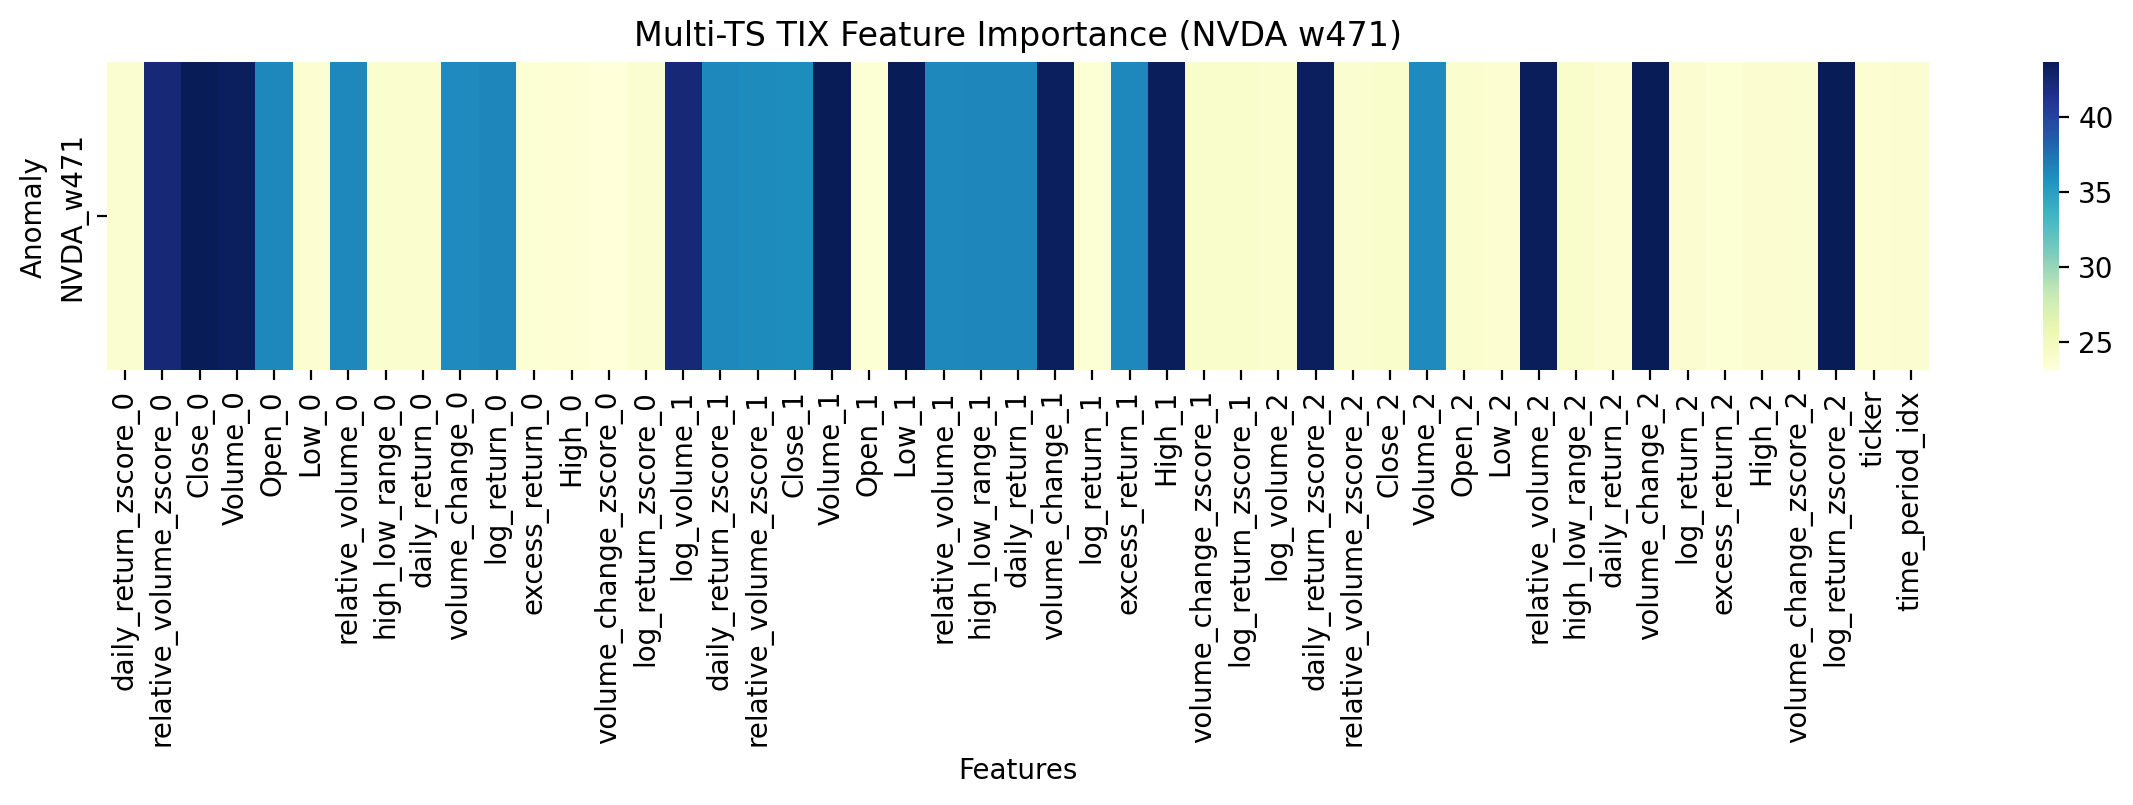 Multi-TS TIX Feature Importance (NVDA w471)
Anomaly
NVDA_w471
40
35
30
25
daily_return_zscore_0
relative_volume_zscore_0
Close_0
Volume_0
Open_0
Low_0
relative_volume_0
high_low_range_0
daily_return_0
volume_change_0
log_return_0
excess_return_0
High_0
volume_change_zscore_0
log_return_zscore_0
log_volume_1
daily_return_zscore_1
relative_volume_zscore_1
Close_1
Volume_1
Open_1
Low_1
relative_volume_1
high_low_range_1
daily_return_1
volume_change_1
log_return_1
excess_return_1
High_1
volume_change_zscore_1
log_return_zscore_1
log_volume_2
daily_return_zscore_2
relative_volume_zscore_2
Close_2
Volume_2
Open_2
Low_2
relative_volume_2
high_low_range_2
daily_return_2
volume_change_2
log_return_2
excess_return_2
High_2
volume_change_zscore_2
log_return_zscore_2
ticker
time_period_idx
Features